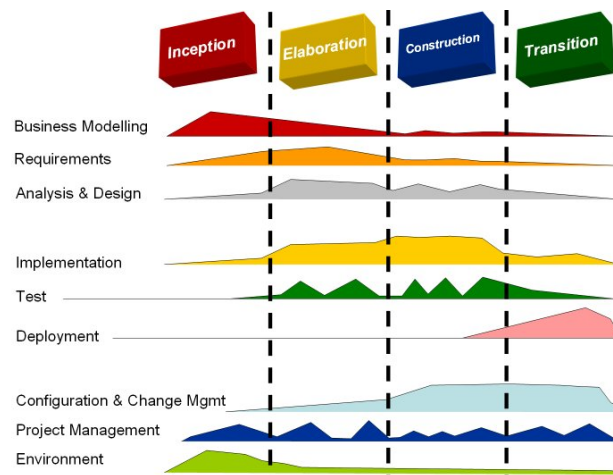 Inception
Elaboration
Construction
Transition
Business Modelling
Requirements
Analysis & Design
Implementation
Test
Deployment
Configuration & Change Mgmt
Project Management
Environment